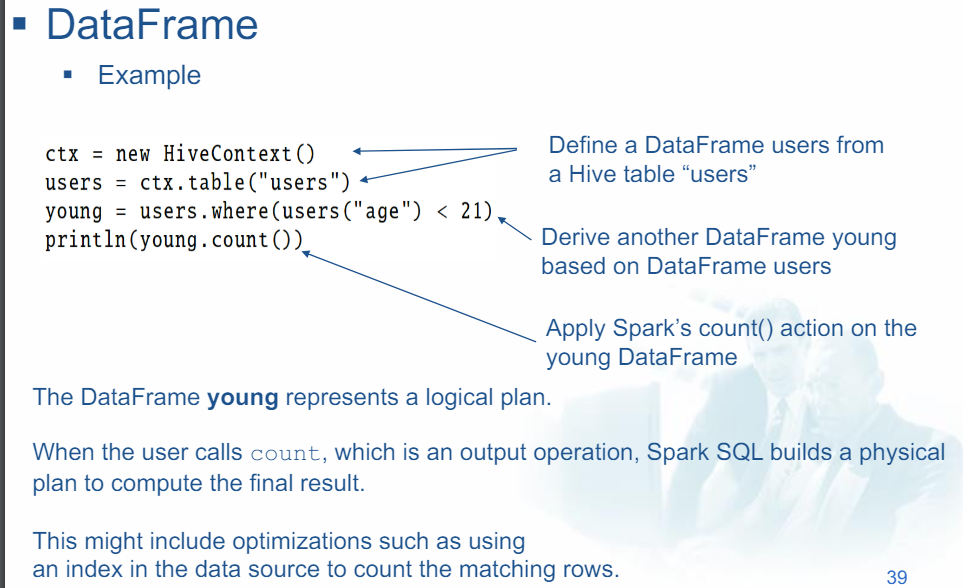 ▪ DataFrame
▪ Example
ctx = new HiveContext()
users = ctx.table("users")
young = users.where(users("age") < 21)
println(young.count())
Define a DataFrame users from
a Hive table “users”
Derive another DataFrame young
based on DataFrame users
Apply Spark’s count() action on the
young DataFrame
The DataFrame young represents a logical plan.
When the user calls count, which is an output operation, Spark SQL builds a physical
plan to compute the final result.
This might include optimizations such as using
an index in the data source to count the matching rows.
39